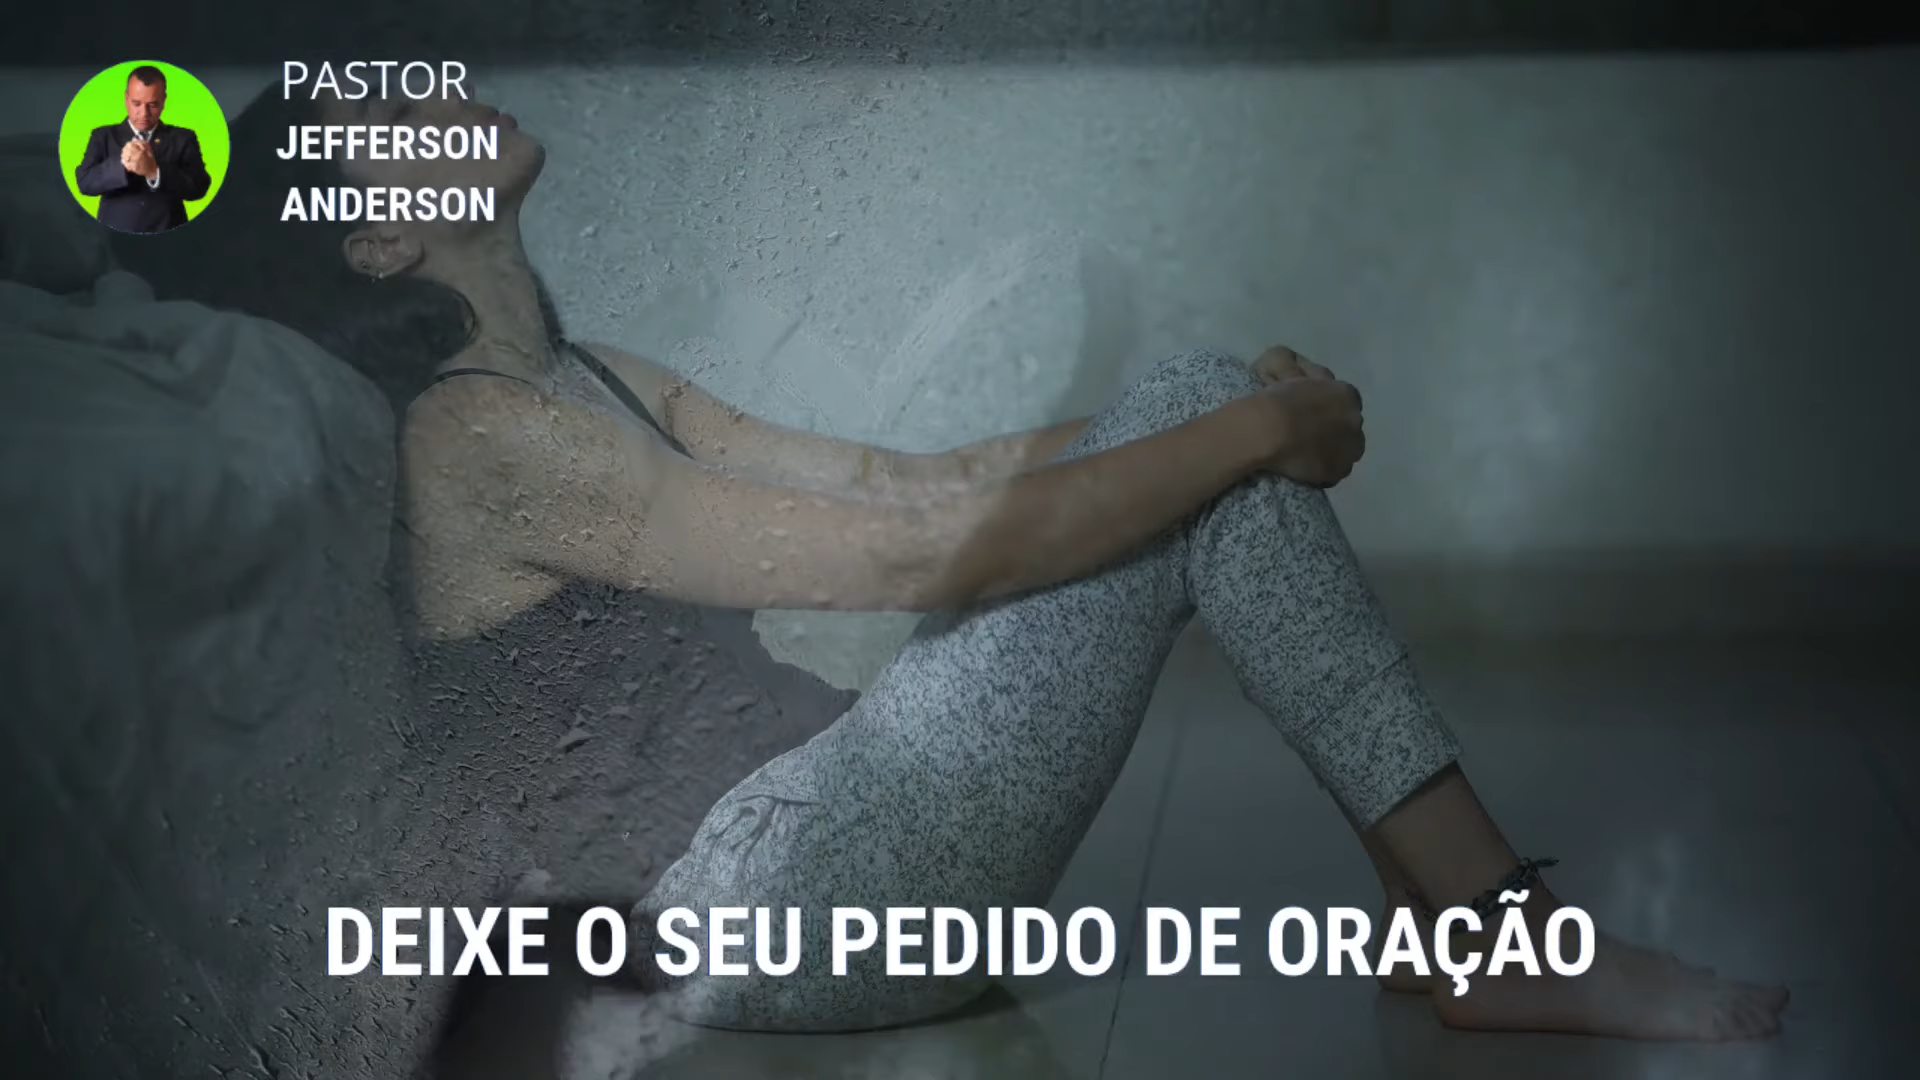 PASTOR
JEFFERSON
ANDERSON
DEIXE O SEU PEDIDO DE ORAÇÃO